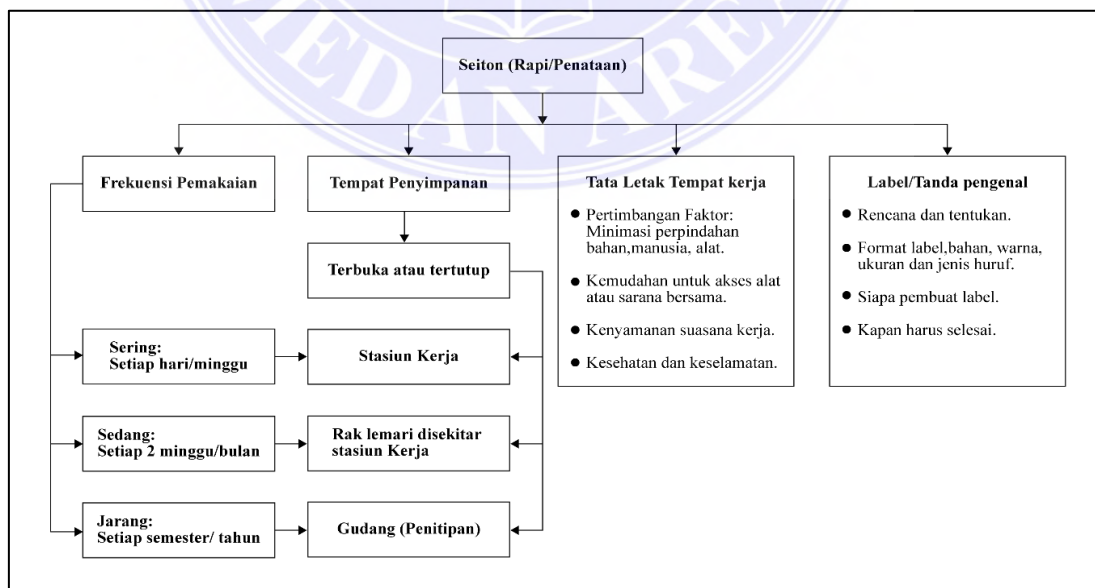 Seiton (Rapi/Penataan)
Frekuensi Pemakaian
Tempat Penyimpanan
Terbuka atau tertutup
Sering:
Setiap hari/minggu
Stasiun Kerja
Sedang:
Setiap 2 minggu/bulan
Rak lemari disekitar
stasiun Kerja
Jarang:
Setiap semester/ tahun
Gudang (Penitipan)
Tata Letak Tempat kerja
● Pertimbangan Faktor:
Minimasi perpindahan
bahan,manusia, alat.
● Kemudahan untuk akses alat
atau sarana bersama.
● Kenyamanan suasana kerja.
● Kesehatan dan keselamatan.
Label/Tanda pengenal
● Rencana dan tentukan.
● Format label,bahan, warna,
ukuran dan jenis huruf.
● Siapa pembuat label.
● Kapan harus selesai.
MEDAN AREA